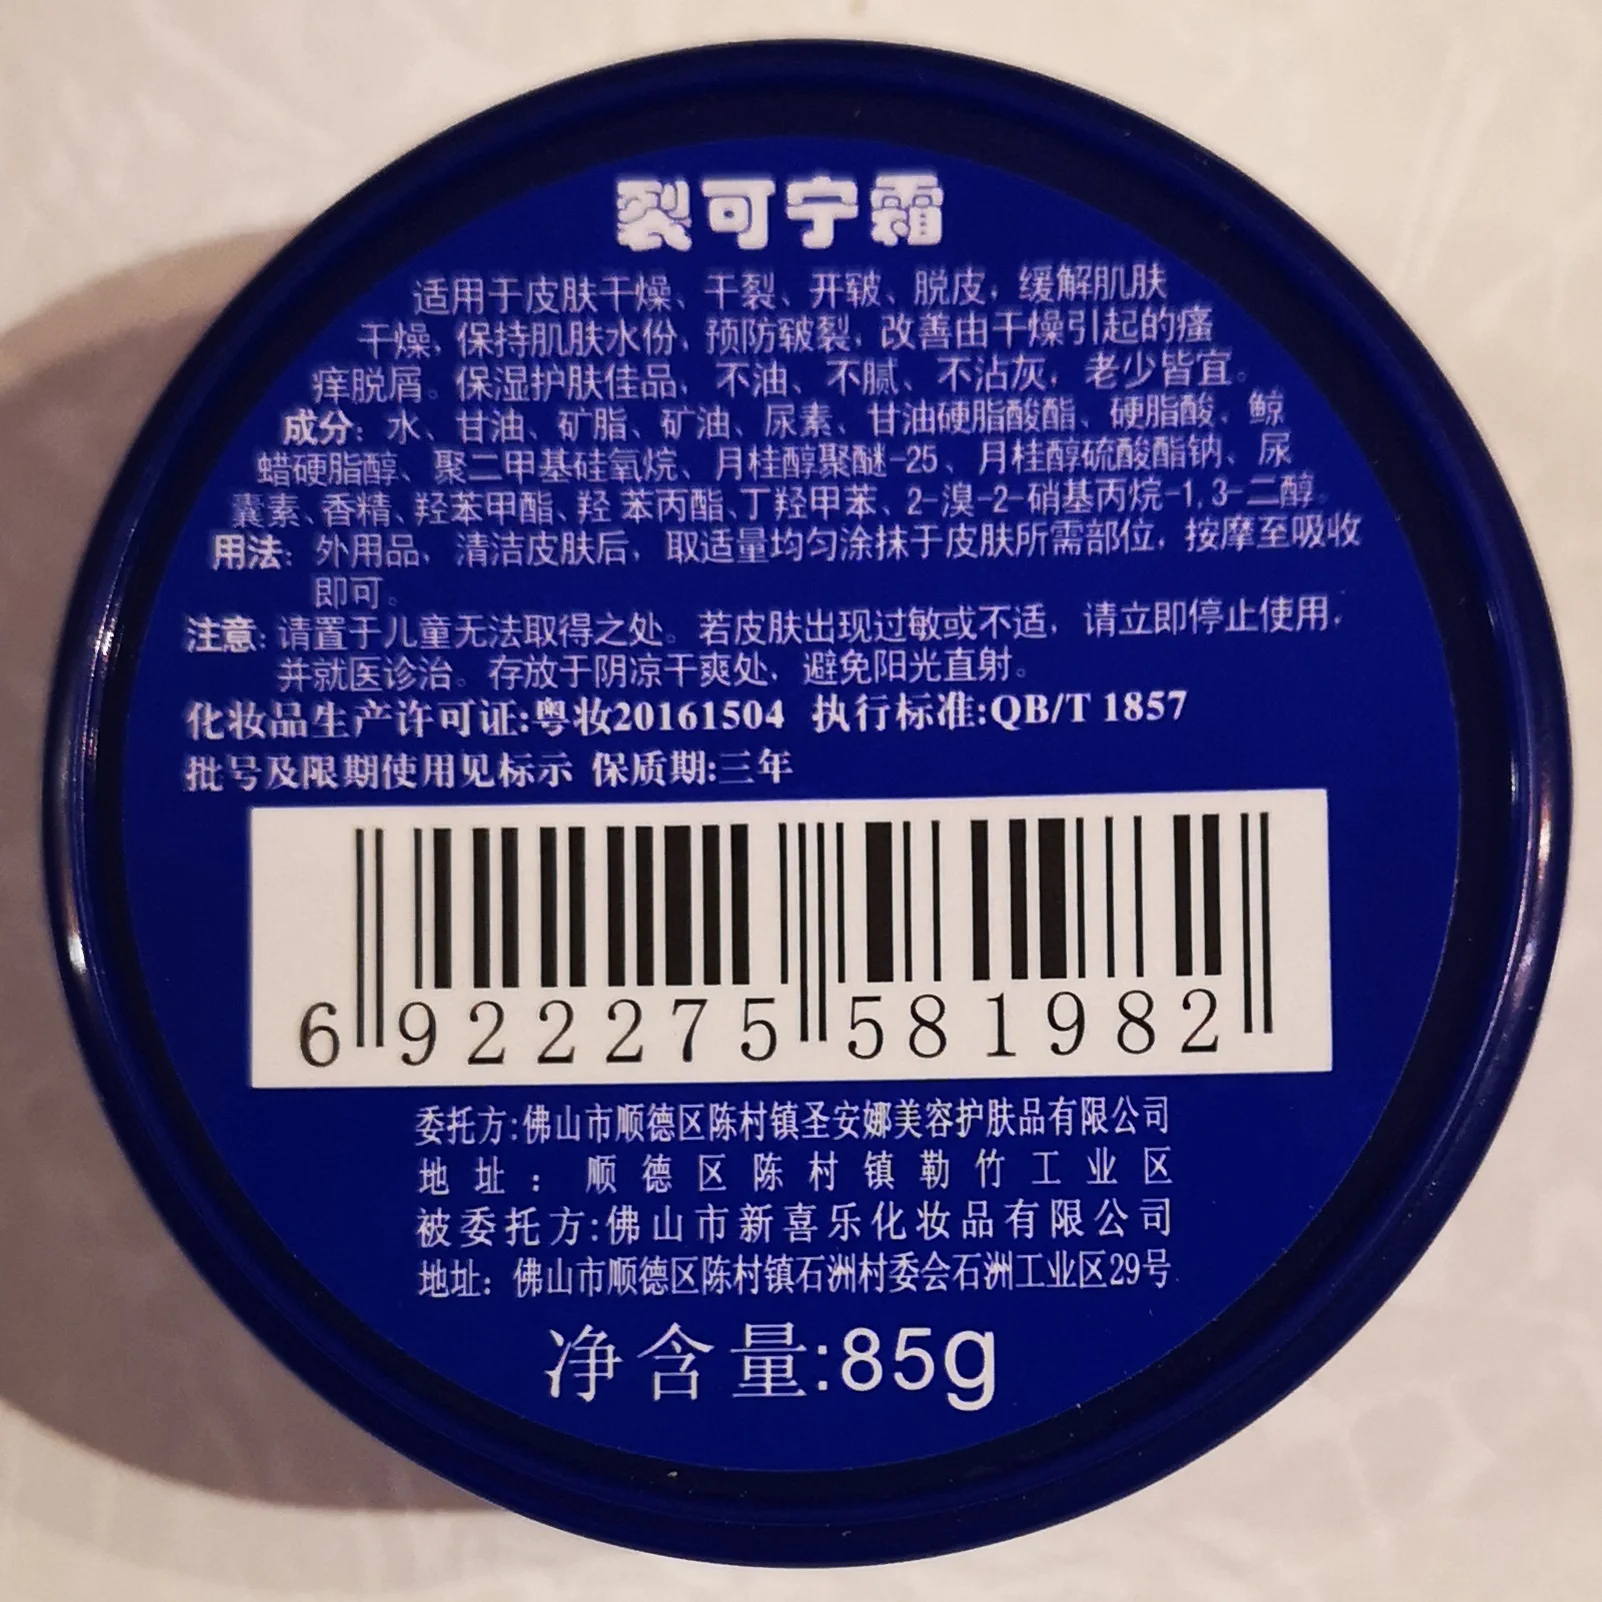 裂可宁霜
适用于皮肤干燥、干裂、开皲、脱皮，缓解肌肤
干燥，保持肌肤水份，预防皲裂，改善由干燥引起的瘙
痒脱屑。保湿护肤佳品，不油、不腻、不沾灰，老少皆宜。
成分：水、甘油、矿脂、矿油、尿素、甘油硬脂酸酯、硬脂酸、鲸
蜡硬脂醇、聚二甲基硅氧烷、月桂醇聚醚-25、月桂醇硫酸酯钠、尿
囊素、香精、羟苯甲酯、羟 苯丙酯、丁羟甲苯、2-溴-2-硝基丙烷-1,3-二醇。
用法：外用品，清洁皮肤后，取适量均匀涂抹于皮肤所需部位，按摩至吸收
即可。
注意：请置于儿童无法取得之处。若皮肤出现过敏或不适，请立即停止使用，
并就医诊治。存放于阴凉干爽处，避免阳光直射。
化妆品生产许可证:粤妆20161504 执行标准:QB/T 1857
批号及限期使用见标示 保质期:三年
6 922275 581982
委托方:佛山市顺德区陈村镇圣安娜美容护肤品有限公司
地址：顺德区陈村镇勒竹工业区
被委托方:佛山市新喜乐化妆品有限公司
地址：佛山市顺德区陈村镇石洲村委会石洲工业区29号
净含量:85g